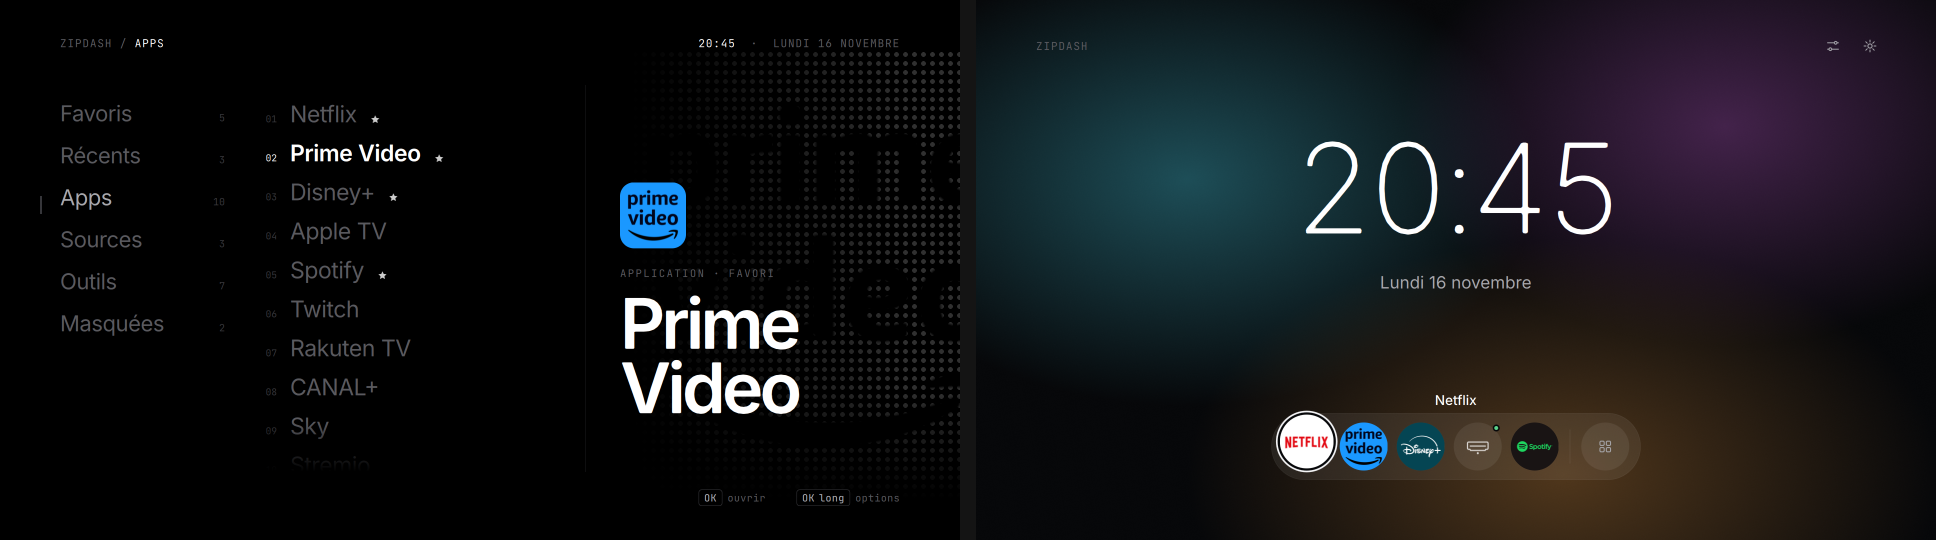 ZIPDASH / APPS
20:45 · LUNDI 16 NOVEMBRE
Favoris 5
Récents 3
Apps 10
Sources 3
Outils 7
Masquées 2
01 Netflix ★
02 Prime Video ★
03 Disney+ ★
04 Apple TV
05 Spotify ★
06 Twitch
07 Rakuten TV
08 CANAL+
09 Sky
Stremio
prime
video
APPLICATION · FAVORI
Prime
Video
OK ouvrir OK long options
ZIPDASH
20:45
Lundi 16 novembre
Netflix
NETFLIX
prime
video
Disney+
Spotify